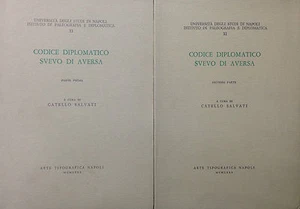 UNIVERSITÀ DEGLI STUDI DI NAPOLI
ISTITUTO DI PALEOGRAFIA E DIPLOMATICA
II
CODICE DIPLOMATICO
SVEVO DI AVERSA
PARTE PRIMA
A CURA DI
CATELLO SALVATI
ARTE TIPOGRAFICA NAPOLI
UNIVERSITÀ DEGLI STUDI DI NAPOLI
ISTITUTO DI PALEOGRAFIA E DIPLOMATICA
II
CODICE DIPLOMATICO
SVEVO DI AVERSA
SECONDA PARTE
A CURA DI
CATELLO SALVATI
ARTE TIPOGRAFICA NAPOLI